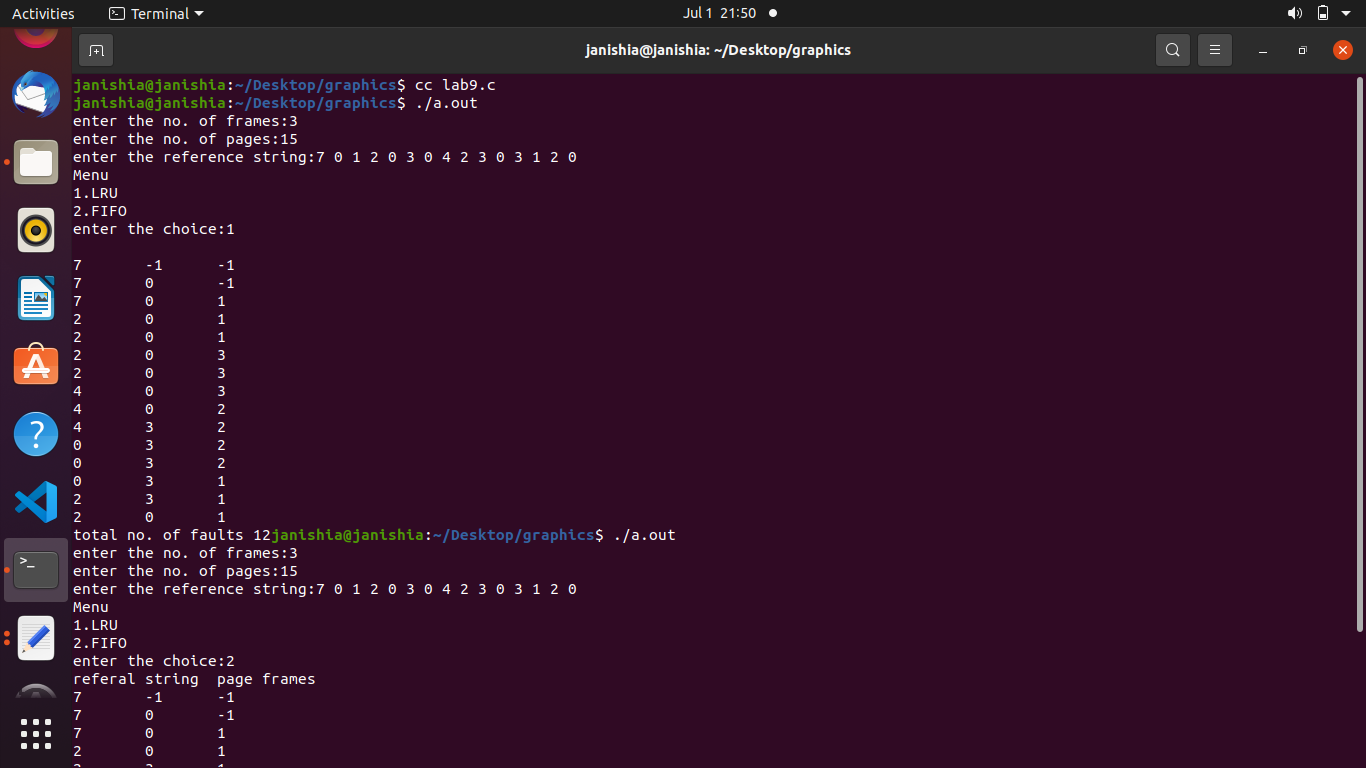 Activities Terminal Jul 1 21:50
janishia@janishia: ~/Desktop/graphics
janishia@janishia:~/Desktop/graphics$ cc lab9.c
janishia@janishia:~/Desktop/graphics$ ./a.out
enter the no. of frames:3
enter the no. of pages:15
enter the reference string:7 0 1 2 0 3 0 4 2 3 0 3 1 2 0
Menu
1.LRU
2.FIFO
enter the choice:1
7 -1 -1
7 0 -1
7 0 1
2 0 1
2 0 1
2 0 3
2 0 3
4 0 3
4 0 2
4 3 2
0 3 2
0 3 2
0 3 1
2 3 1
2 0 1
total no. of faults 12janishia@janishia:~/Desktop/graphics$ ./a.out
enter the no. of frames:3
enter the no. of pages:15
enter the reference string:7 0 1 2 0 3 0 4 2 3 0 3 1 2 0
Menu
1.LRU
2.FIFO
enter the choice:2
referal string page frames
7 -1 -1
7 0 -1
7 0 1
2 0 1